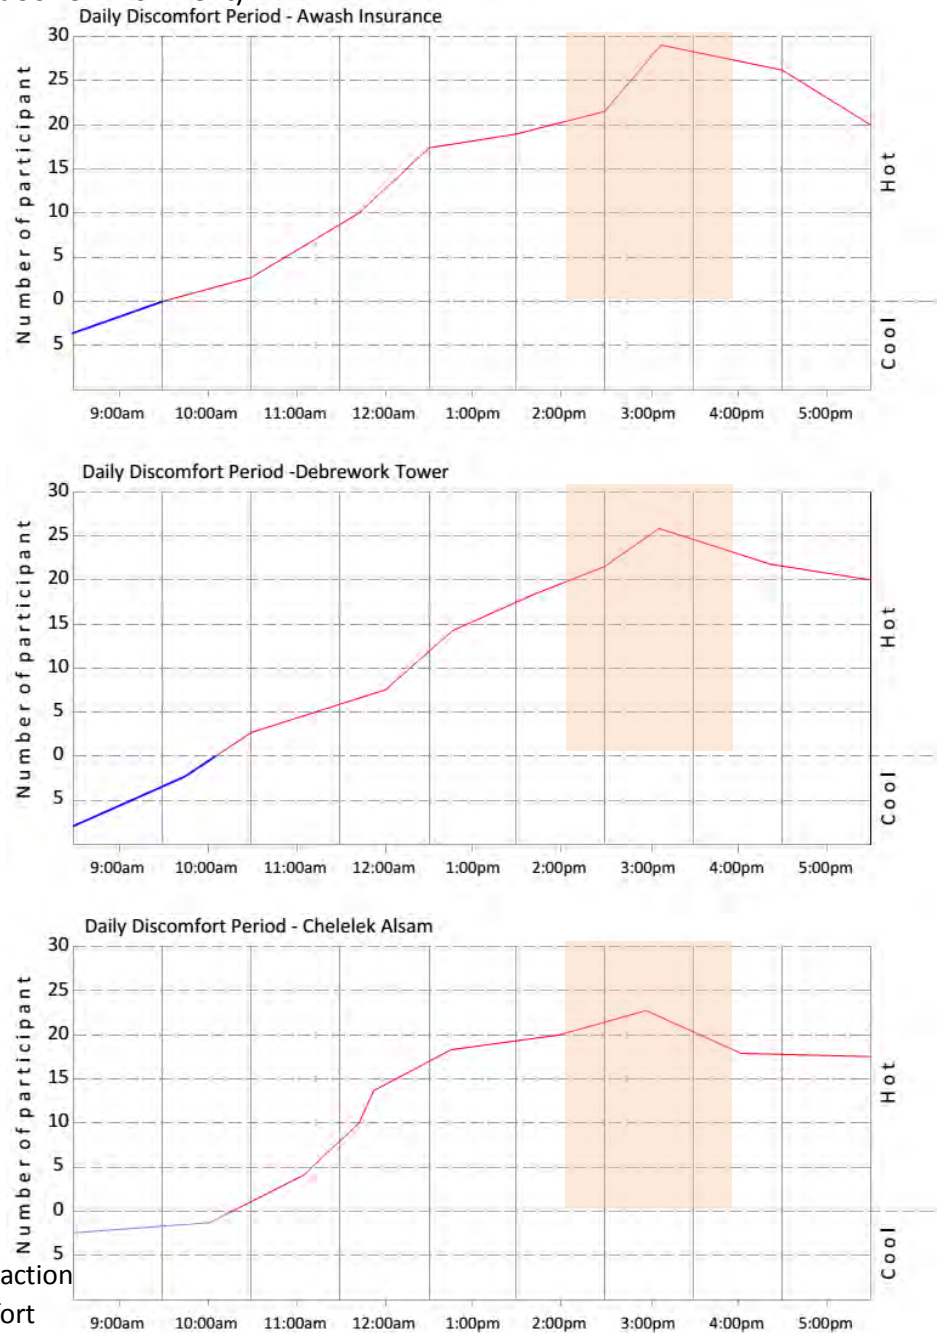 Daily Discomfort Period - Awash Insurance
30
25
20
15
10
5
0
5
Number of participant
Hot
Cool
9:00am 10:00am 11:00am 12:00am 1:00pm 2:00pm 3:00pm 4:00pm 5:00pm
Daily Discomfort Period -Debrework Tower
30
25
20
15
10
5
0
5
Number of participant
Hot
Cool
9:00am 10:00am 11:00am 12:00am 1:00pm 2:00pm 3:00pm 4:00pm 5:00pm
Daily Discomfort Period - Chelelek Alsam
30
25
20
15
10
5
0
5
Number of participant
Hot
Cool
action
ort
9:00am 10:00am 11:00am 12:00am 1:00pm 2:00pm 3:00pm 4:00pm 5:00pm